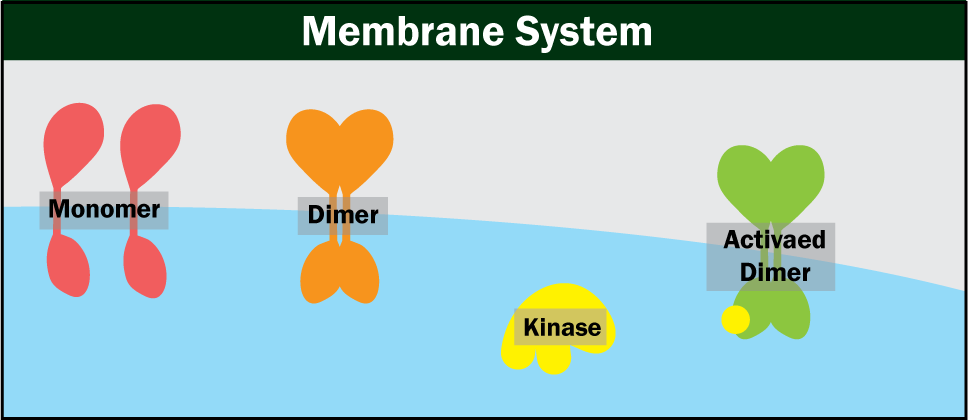 Membrane System
Monomer
Dimer
Kinase
Activaed
Dimer